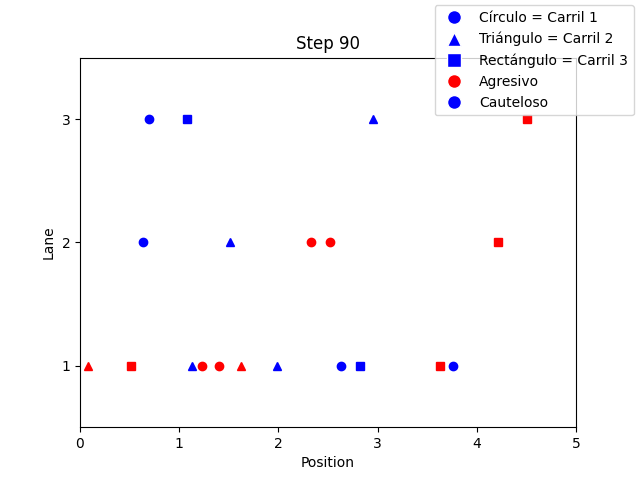 Step 90
Círculo = Carril 1
Triángulo = Carril 2
Rectángulo = Carril 3
Agresivo
Cauteloso
Lane
3
2
1
0 1 2 3 4 5
Position